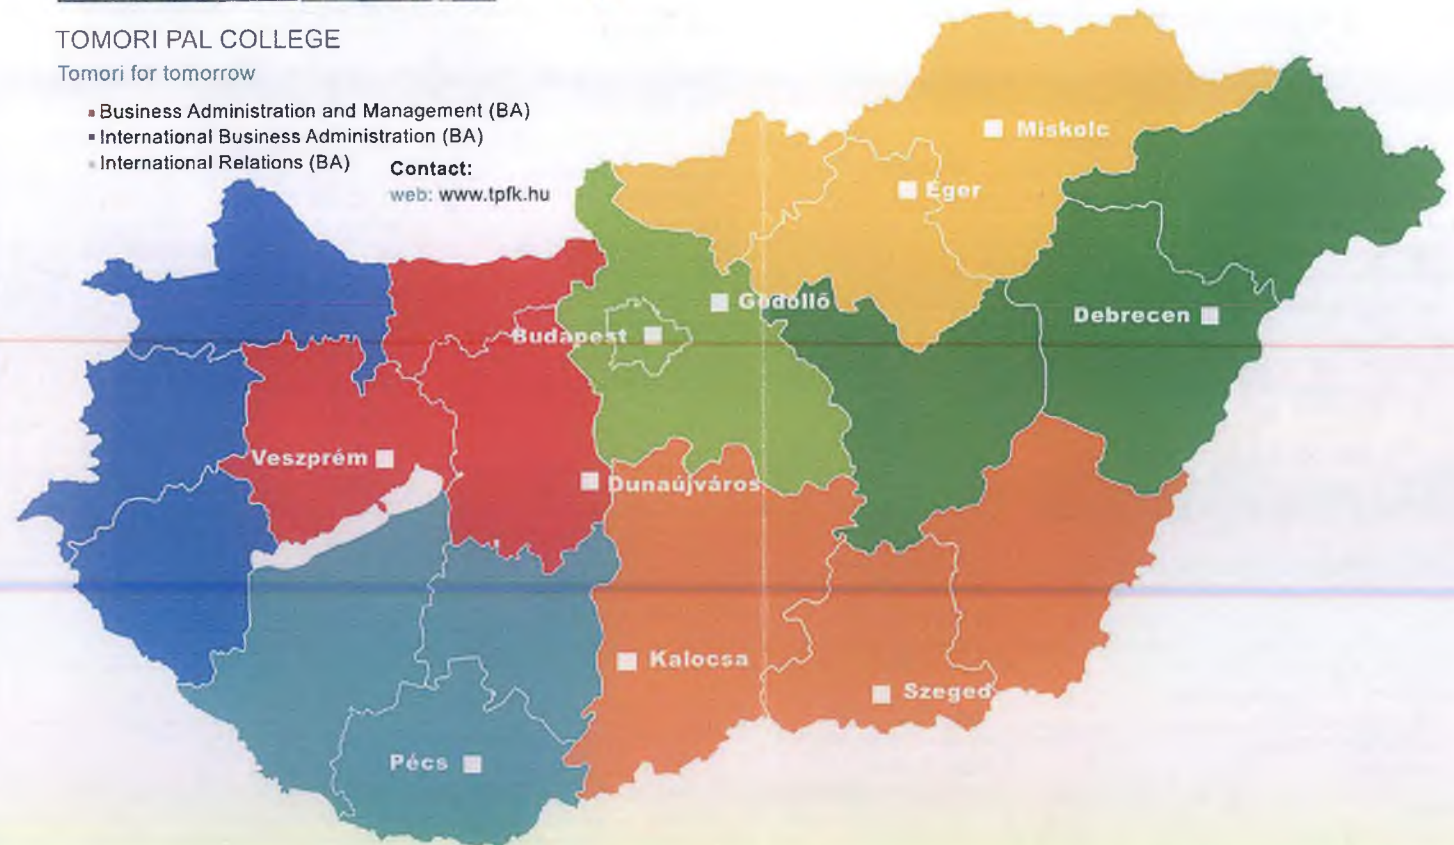 TOMORI PAL COLLEGE
Tomori for tomorrow
Business Administration and Management (BA)
International Business Administration (BA)
International Relations (BA)
Contact:
web: www.tpfk.hu
Miskolc
Eger
Gödöllő
Budapest
Debrecen
Veszprém
Dunaújváros
Kalocsa
Szeged
Pécs